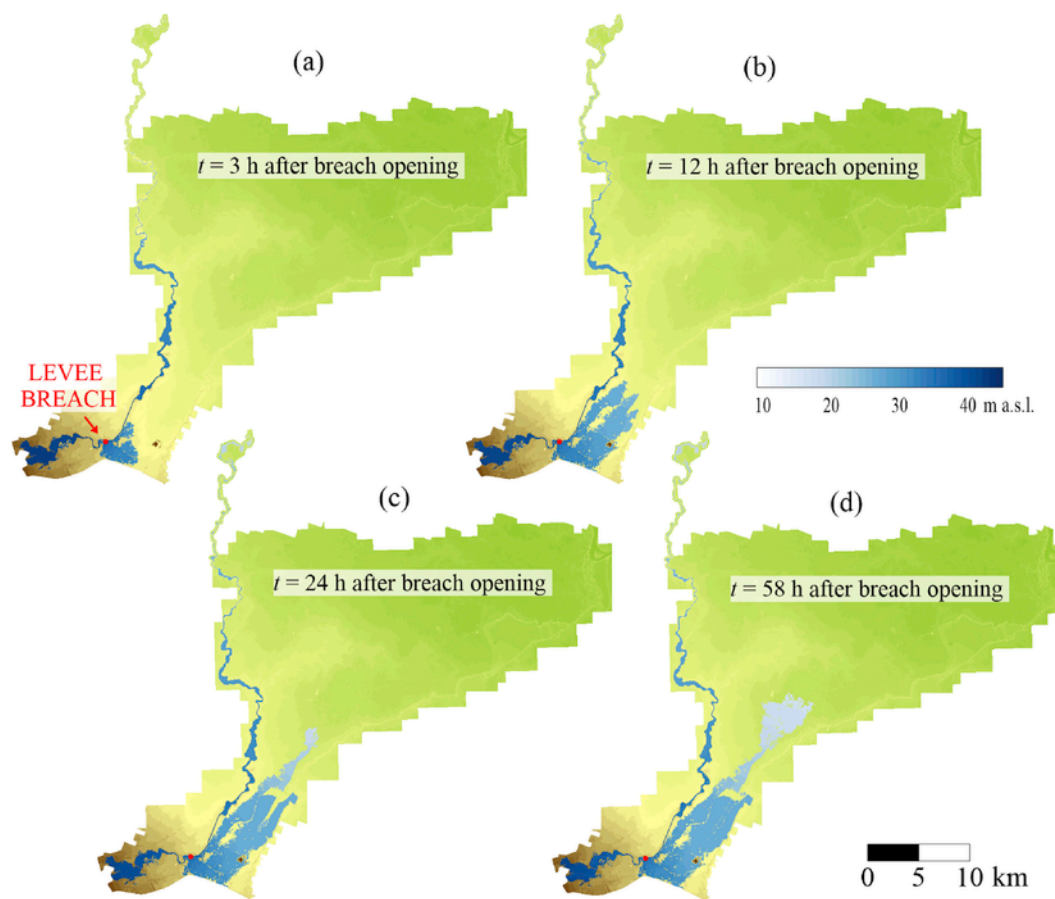 (a)
(b)
t = 3 h after breach opening
t = 12 h after breach opening
LEVEE
BREACH
10 20 30 40 m a.s.l.
(c)
(d)
t = 24 h after breach opening
t = 58 h after breach opening
0 5 10 km